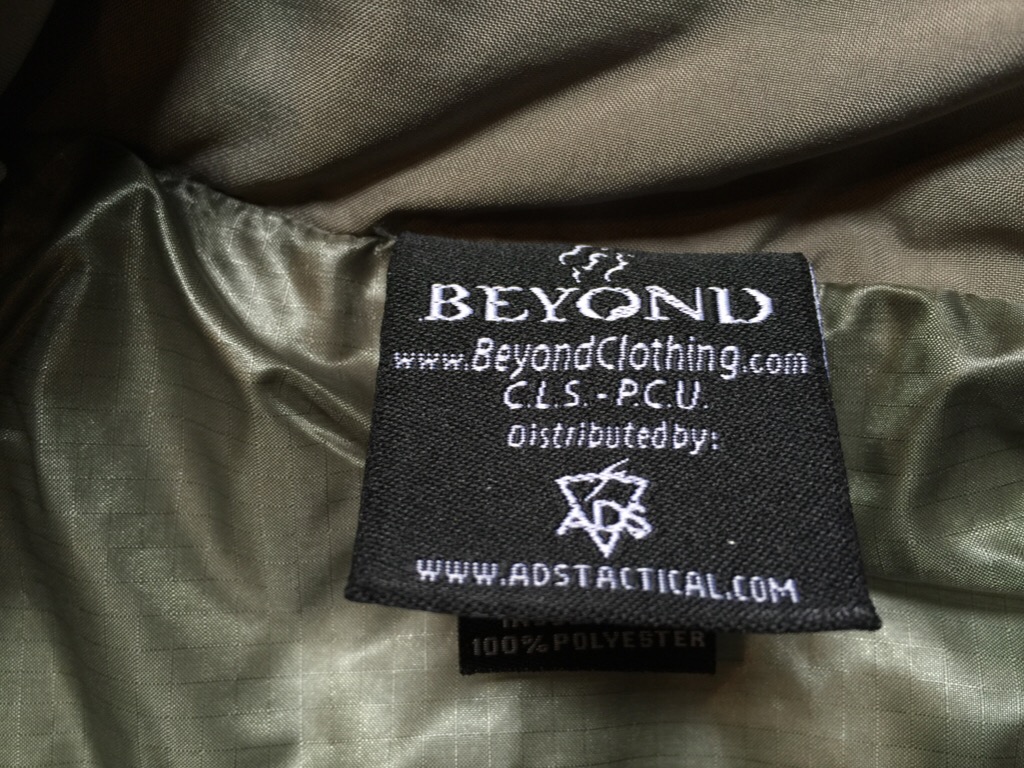 BEYOND
www.BeyondClothing.com
C.L.S. - P.C.U.
Distributed by:
ADS
WWW.ADSTACTICAL.COM
100% POLYESTER